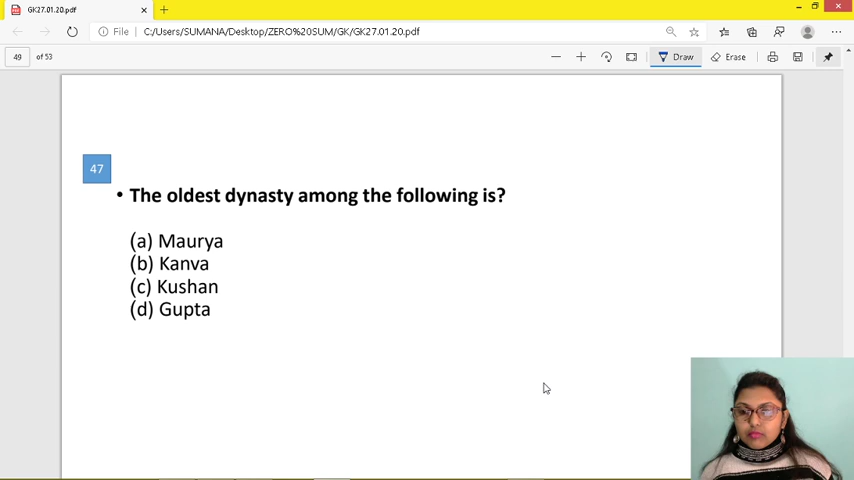 GK27.01.20.pdf
File
C:/Users/SUMANA/Desktop/ZERO%20SUM/GK/GK27.01.20.pdf
49 of 53
Draw
Erase
47
• The oldest dynasty among the following is?
(a) Maurya
(b) Kanva
(c) Kushan
(d) Gupta